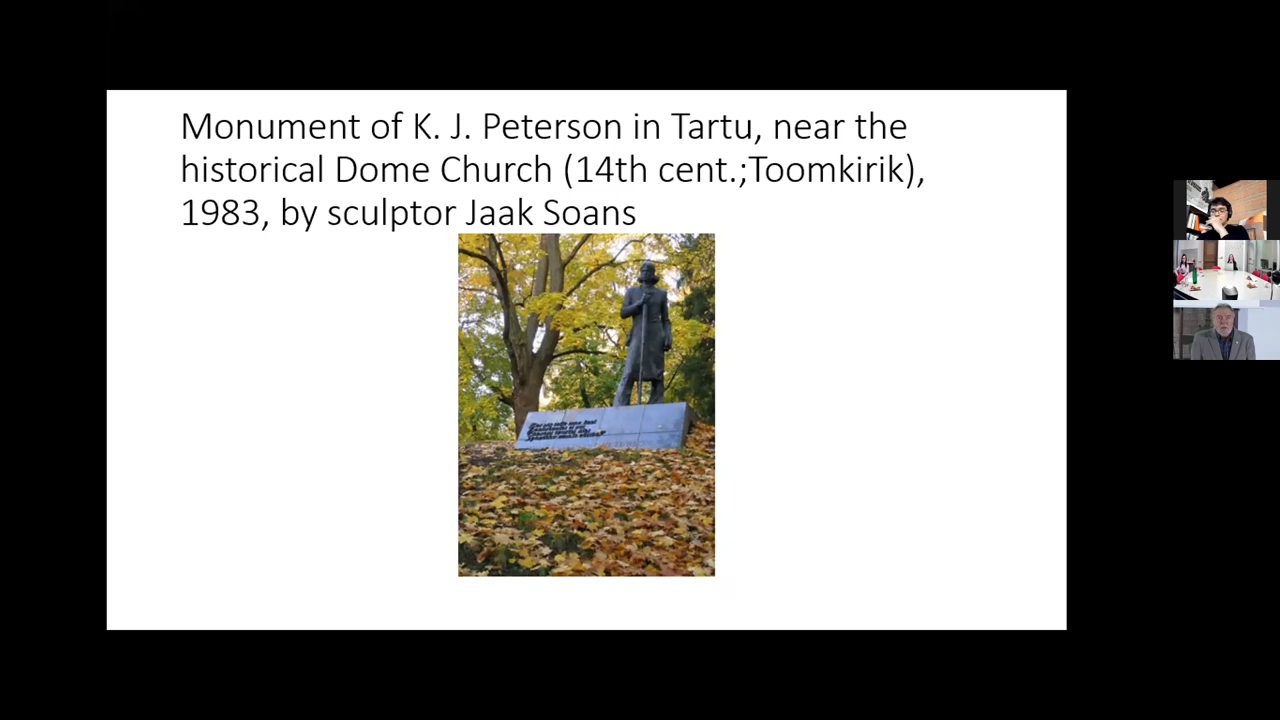 Monument of K. J. Peterson in Tartu, near the
historical Dome Church (14th cent.;Toomkirik),
1983, by sculptor Jaak Soans